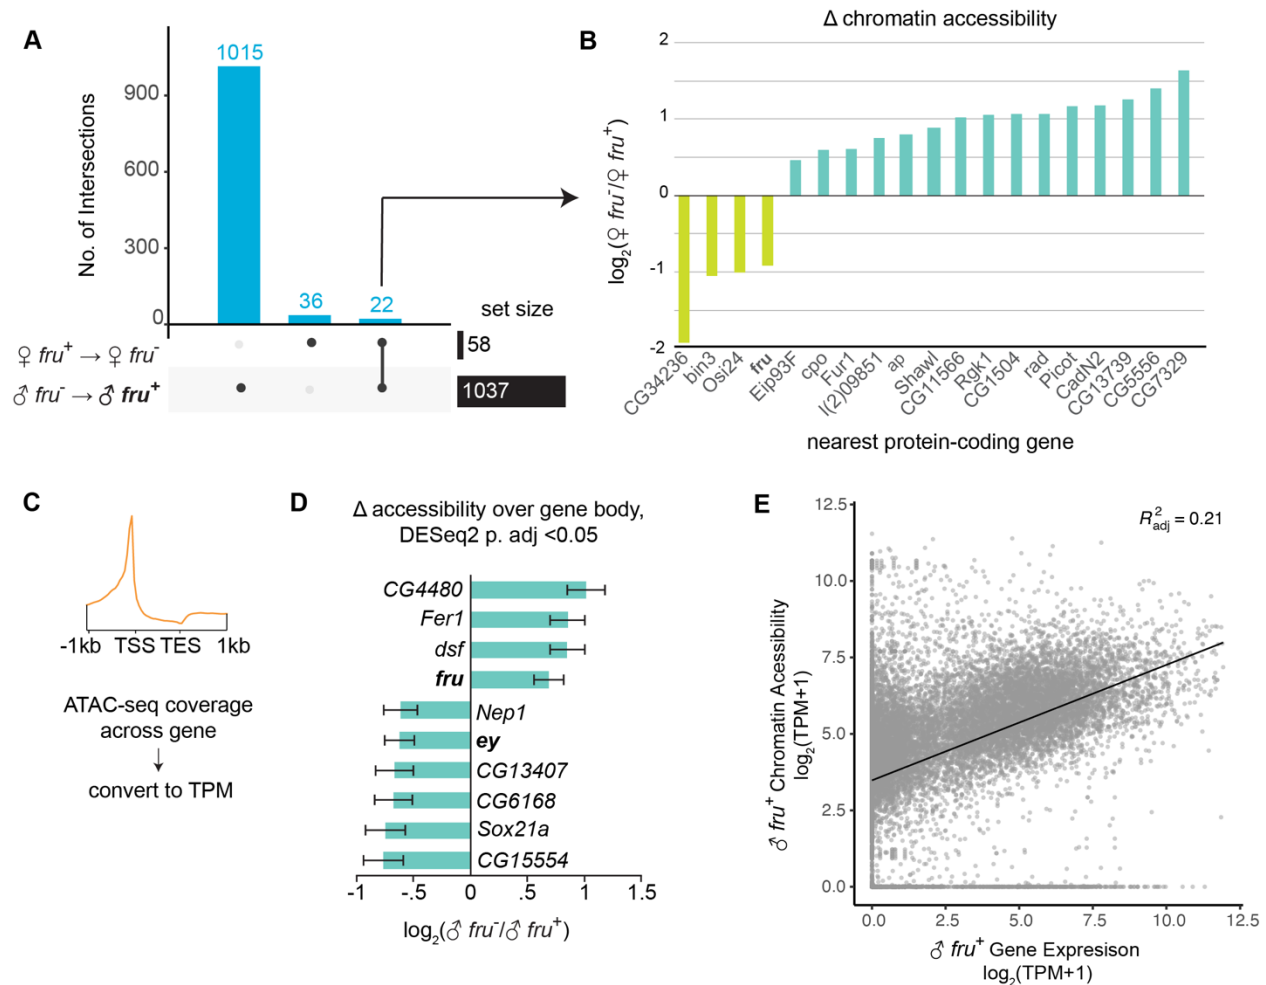 A
No. of Intersections
900
600
300
0
1015
36
22
set size
♀ fru+ → ♀ fru-
♂ fru- → ♂ fru+
58
1037
B
Δ chromatin accessibility
log2(♀ fru-/♀ fru+)
2
1
0
-1
-2
CG34236
bin3
Osi24
fru
Eip93F
cpo
Fur1
l(2)09851
ap
Shawl
CG11566
Rgk1
CG1504
rad
Picot
CadN2
CG13739
CG5556
CG7329
nearest protein-coding gene
C
-1kb TSS TES 1kb
ATAC-seq coverage
across gene
↓
convert to TPM
D
Δ accessibility over gene body,
DESeq2 p. adj <0.05
CG4480
Fer1
dsf
fru
Nep1
ey
CG13407
CG6168
Sox21a
CG15554
-1 -.5 0 .5 1 1.5
log2(♂ fru-/♂ fru+)
E
R2adj = 0.21
♂ fru+ Chromatin Acessibility
log2(TPM+1)
12.5
10.0
7.5
5.0
2.5
0.0
0.0 2.5 5.0 7.5 10.0 12.5
♂ fru+ Gene Expresison
log2(TPM+1)